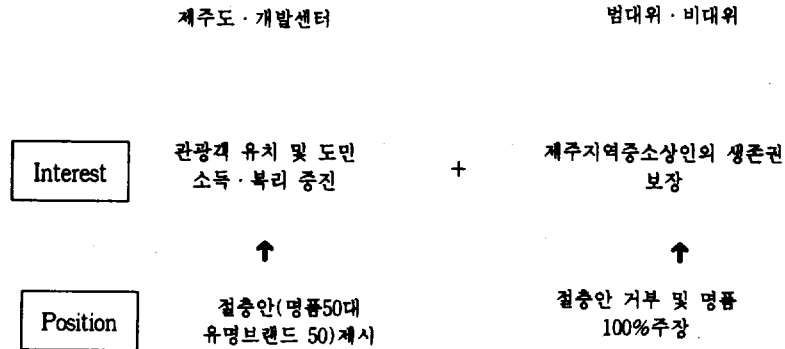 제주도 · 개발센터
범대위 · 비대위
Interest
관광객 유치 및 도민
소득 · 복리 증진
+
제주지역중소상인의 생존권
보장
Position
절충안(명품50대
유명브랜드 50)제시
절충안 거부 및 명품
100%주장